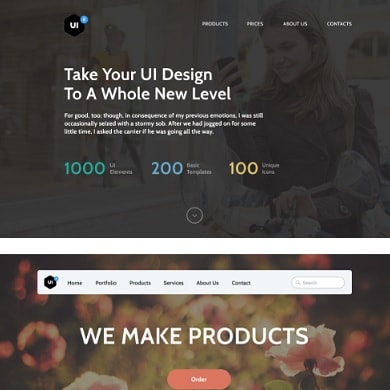 UI
PRODUCTS PRICES ABOUT US CONTACTS
Take Your UI Design
To A Whole New Level
For good, too; though, in consequence of my previous emotions, I was still
occasionally seized with a stormy sob. After we had jogged on for some
little time, I asked the carrier if he was going all the way.
1000 UI Elements
200 Basic Templates
100 Unique Icons
UI Home Portfolio Products Services About Us Contact Search
WE MAKE PRODUCTS
Order